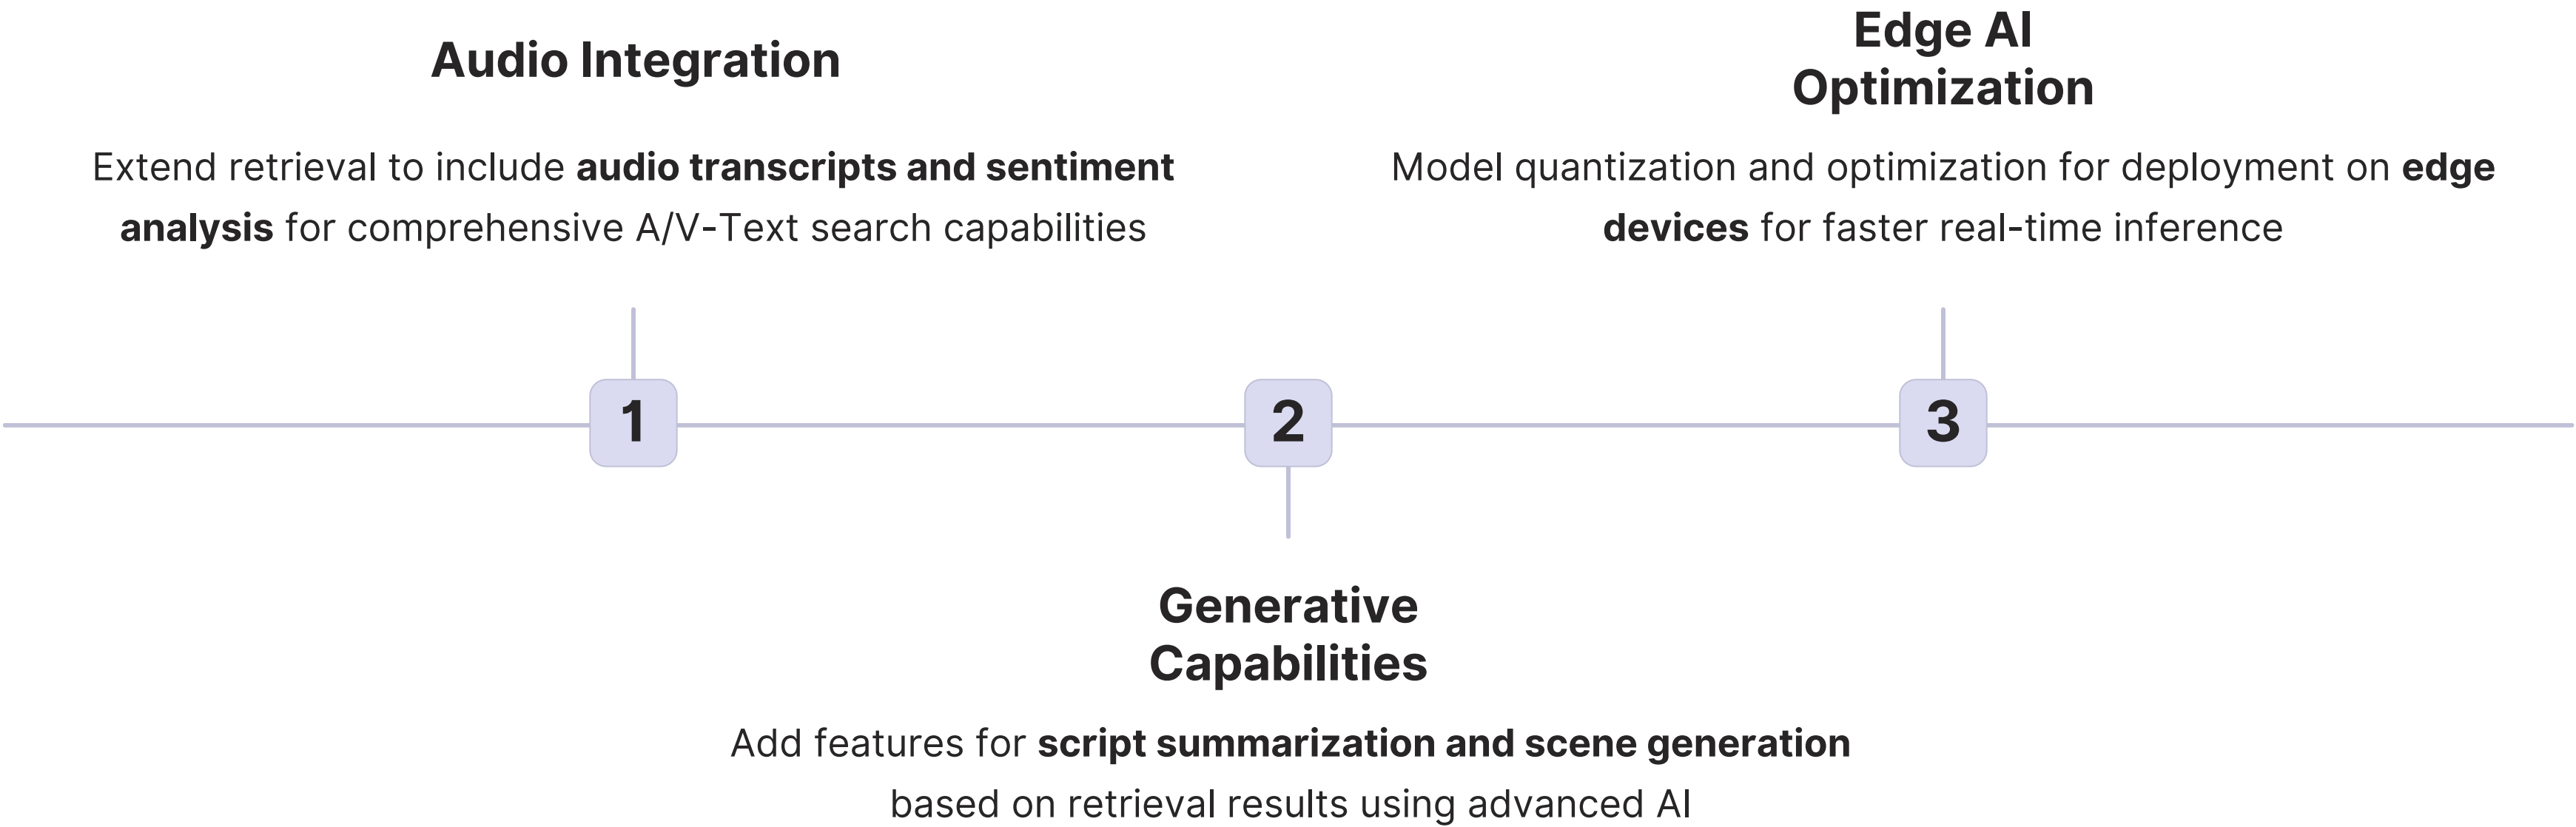 Audio Integration
Extend retrieval to include audio transcripts and sentiment
analysis for comprehensive A/V-Text search capabilities
Edge AI
Optimization
Model quantization and optimization for deployment on edge
devices for faster real-time inference
1
2
3
Generative
Capabilities
Add features for script summarization and scene generation
based on retrieval results using advanced AI